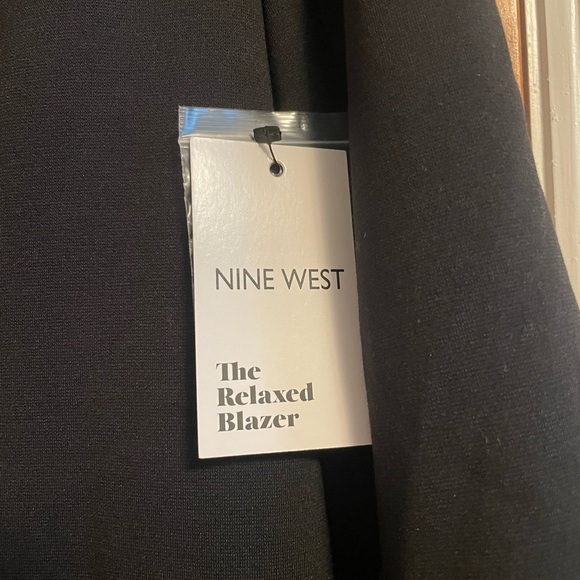 NINE WEST
The
Relaxed
Blazer